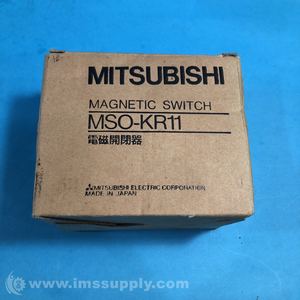 MITSUBISHI
MAGNETIC SWITCH
MSO-KR11
電磁開閉器
MITSUBISHI ELECTRIC CORPORATION
MADE IN JAPAN
© www.imssupply.com